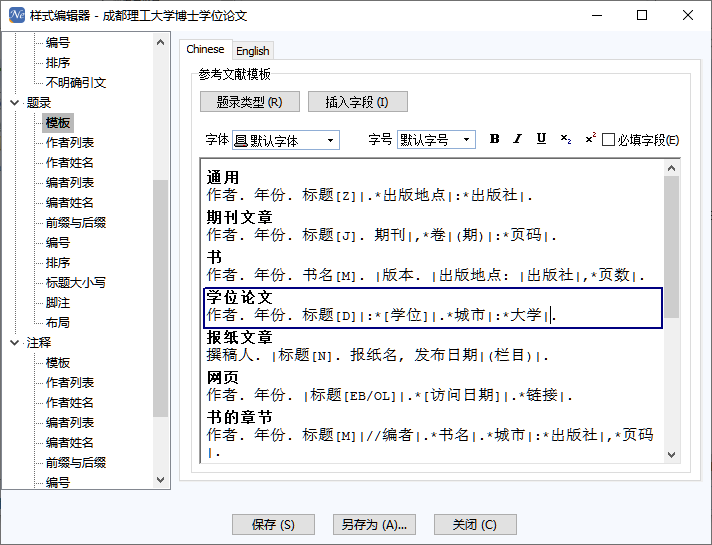 样式编辑器 - 成都理工大学博士学位论文
编号
排序
不明确引文
题录
模板
作者列表
作者姓名
编者列表
编者姓名
前缀与后缀
编号
排序
标题大小写
脚注
布局
注释
模板
作者列表
作者姓名
编者列表
编者姓名
前缀与后缀
编号
Chinese English
参考文献模板
题录类型 (R) 插入字段 (I)
字体 默认字体 字号 默认字号 B I U x₂ x² 必填字段(E)
通用
作者. 年份. 标题[Z]|.*出版地点|:*出版社|.
期刊文章
作者. 年份. 标题[J]. 期刊|,*卷|(期)|:*页码|.
书
作者. 年份. 书名[M]. |版本. |出版地点: |出版社|,*页数|.
学位论文
作者. 年份. 标题[D]|:*[学位]|.*城市|:*大学|.
报纸文章
撰稿人. |标题[N]. 报纸名, 发布日期|(栏目)|.
网页
作者. 年份. |标题[EB/OL]|.*[访问日期]|.*链接|.
书的章节
作者. 年份. 标题[M]|//编者|.*书名|.*城市|:*出版社|,*页码
|.
保存 (S) 另存为 (A)... 关闭 (C)